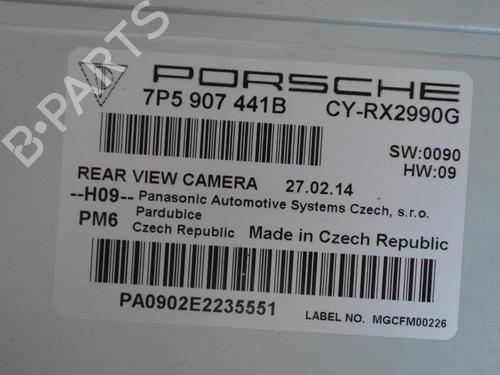 PORSCHE
7P5 907 441B CY-RX2990G
SW:0090
HW:09
REAR VIEW CAMERA 27.02.14
--H09-- Panasonic Automotive Systems Czech, s.r.o.
PM6 Pardubice
Czech Republic Made in Czech Republic
PA0902E2235551
LABEL NO. MGCFM00226
B-PARTS